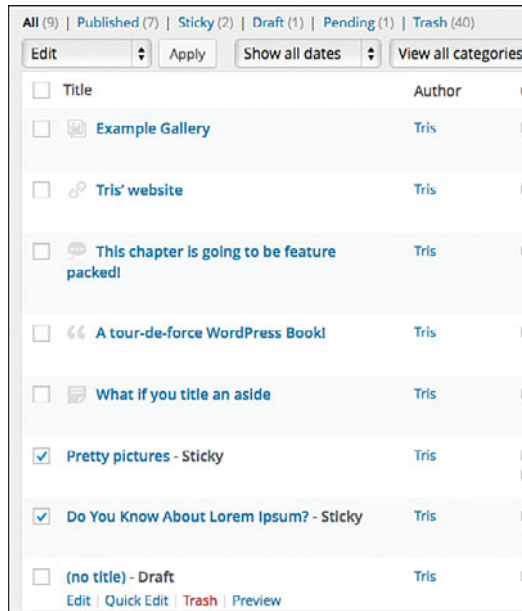 All (9) | Published (7) | Sticky (2) | Draft (1) | Pending (1) | Trash (40)
Edit Apply Show all dates View all categories
Title Author
Example Gallery Tris
Tris' website Tris
This chapter is going to be feature Tris
packed!
A tour-de-force WordPress Book! Tris
What if you title an aside Tris
Pretty pictures - Sticky Tris
Do You Know About Lorem Ipsum? - Sticky Tris
(no title) - Draft Tris
Edit | Quick Edit | Trash | Preview